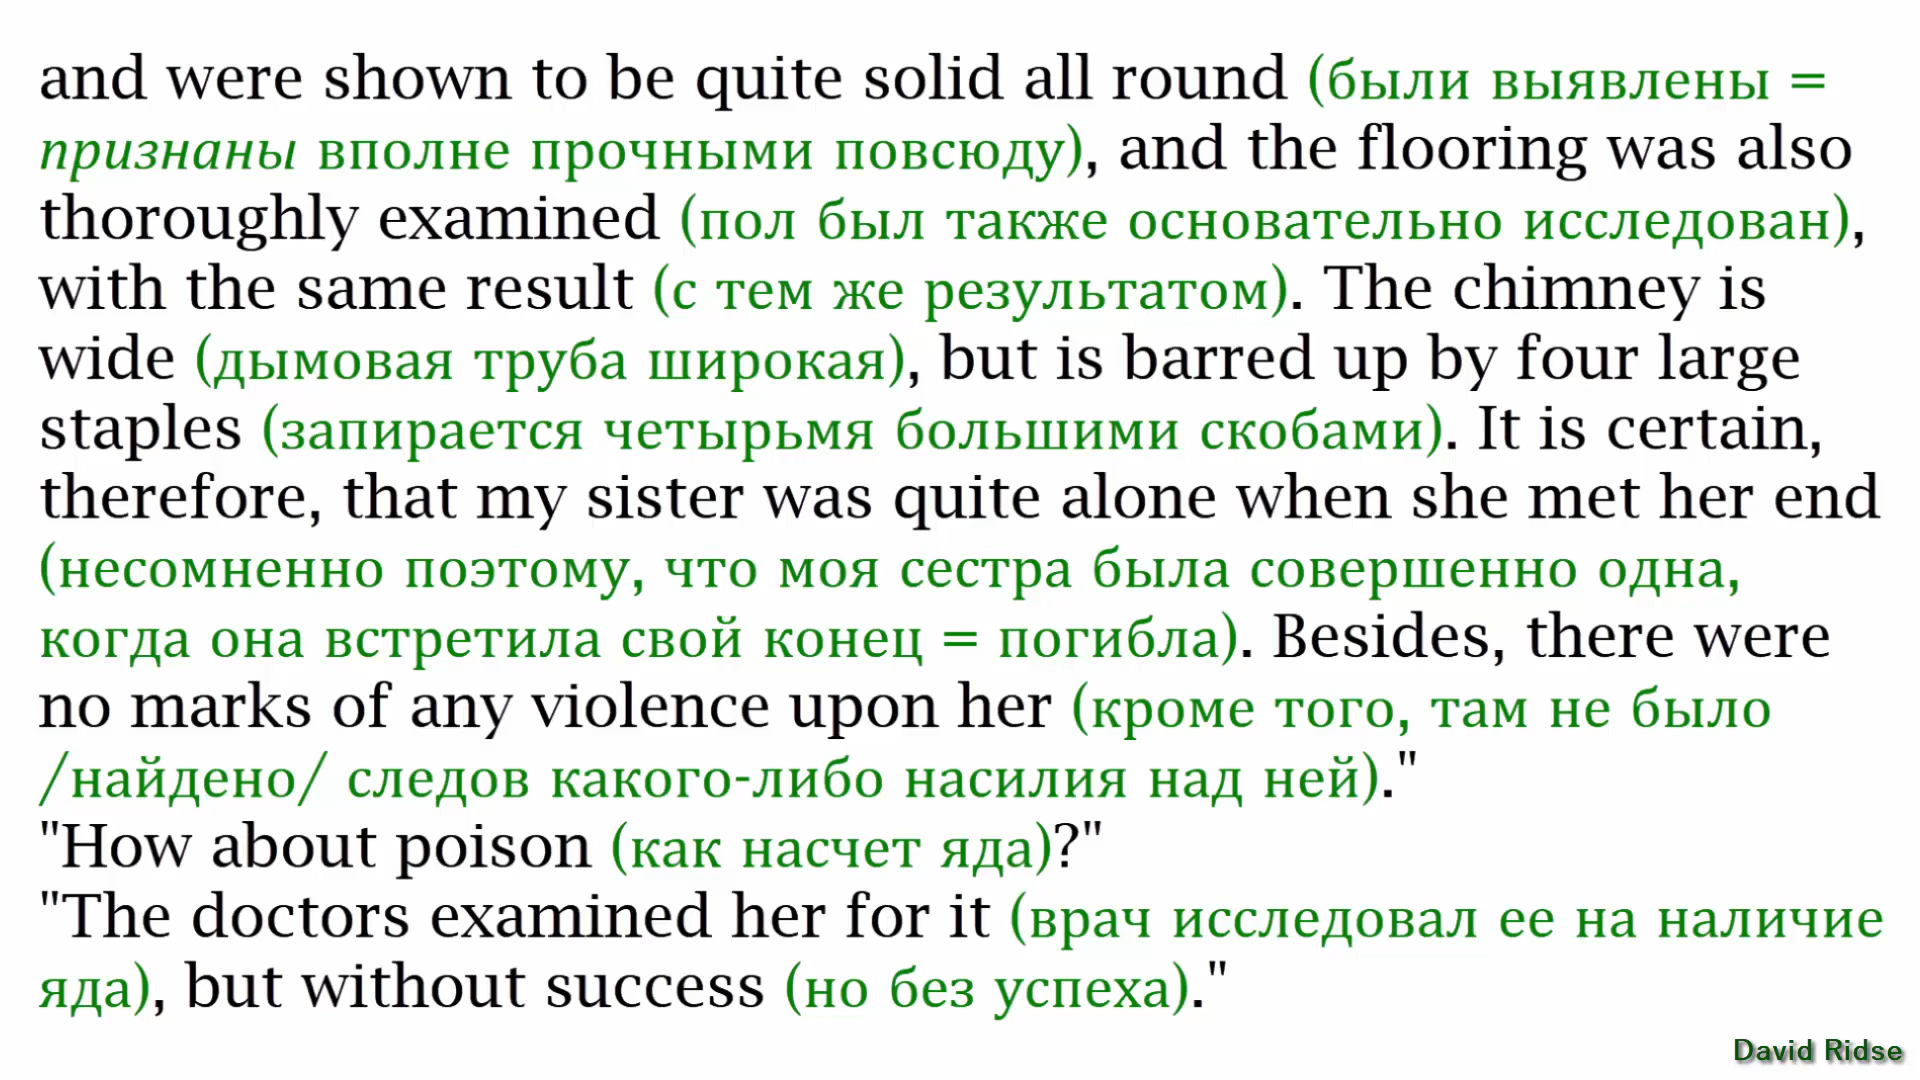 and were shown to be quite solid all round (были выявлены =
признаны вполне прочными повсюду), and the flooring was also
thoroughly examined (пол был также основательно исследован),
with the same result (с тем же результатом). The chimney is
wide (дымовая труба широкая), but is barred up by four large
staples (запирается четырьмя большими скобами). It is certain,
therefore, that my sister was quite alone when she met her end
(несомненно поэтому, что моя сестра была совершенно одна,
когда она встретила свой конец = погибла). Besides, there were
no marks of any violence upon her (кроме того, там не было
/найдено/ следов какого-либо насилия над ней)."
"How about poison (как насчет яда)?"
"The doctors examined her for it (врач исследовал ее на наличие
яда), but without success (но без успеха)."
David Ridse